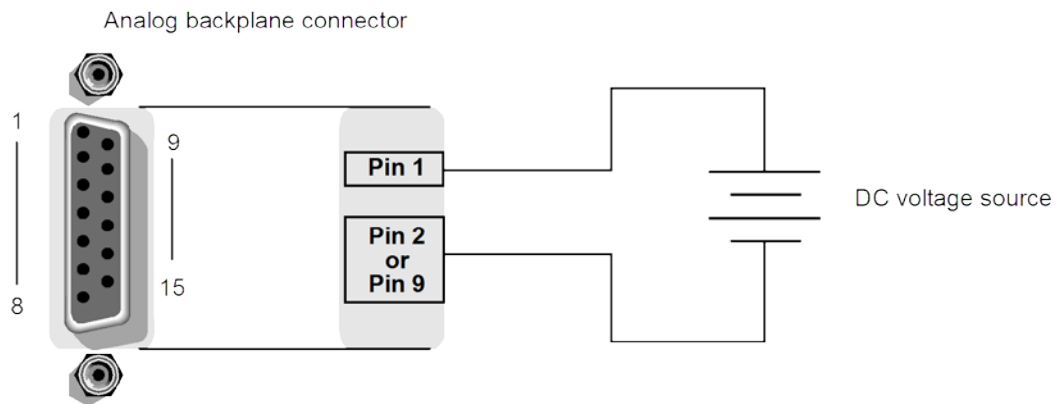 Analog backplane connector
1
8
9
15
Pin 1
Pin 2
or
Pin 9
DC voltage source